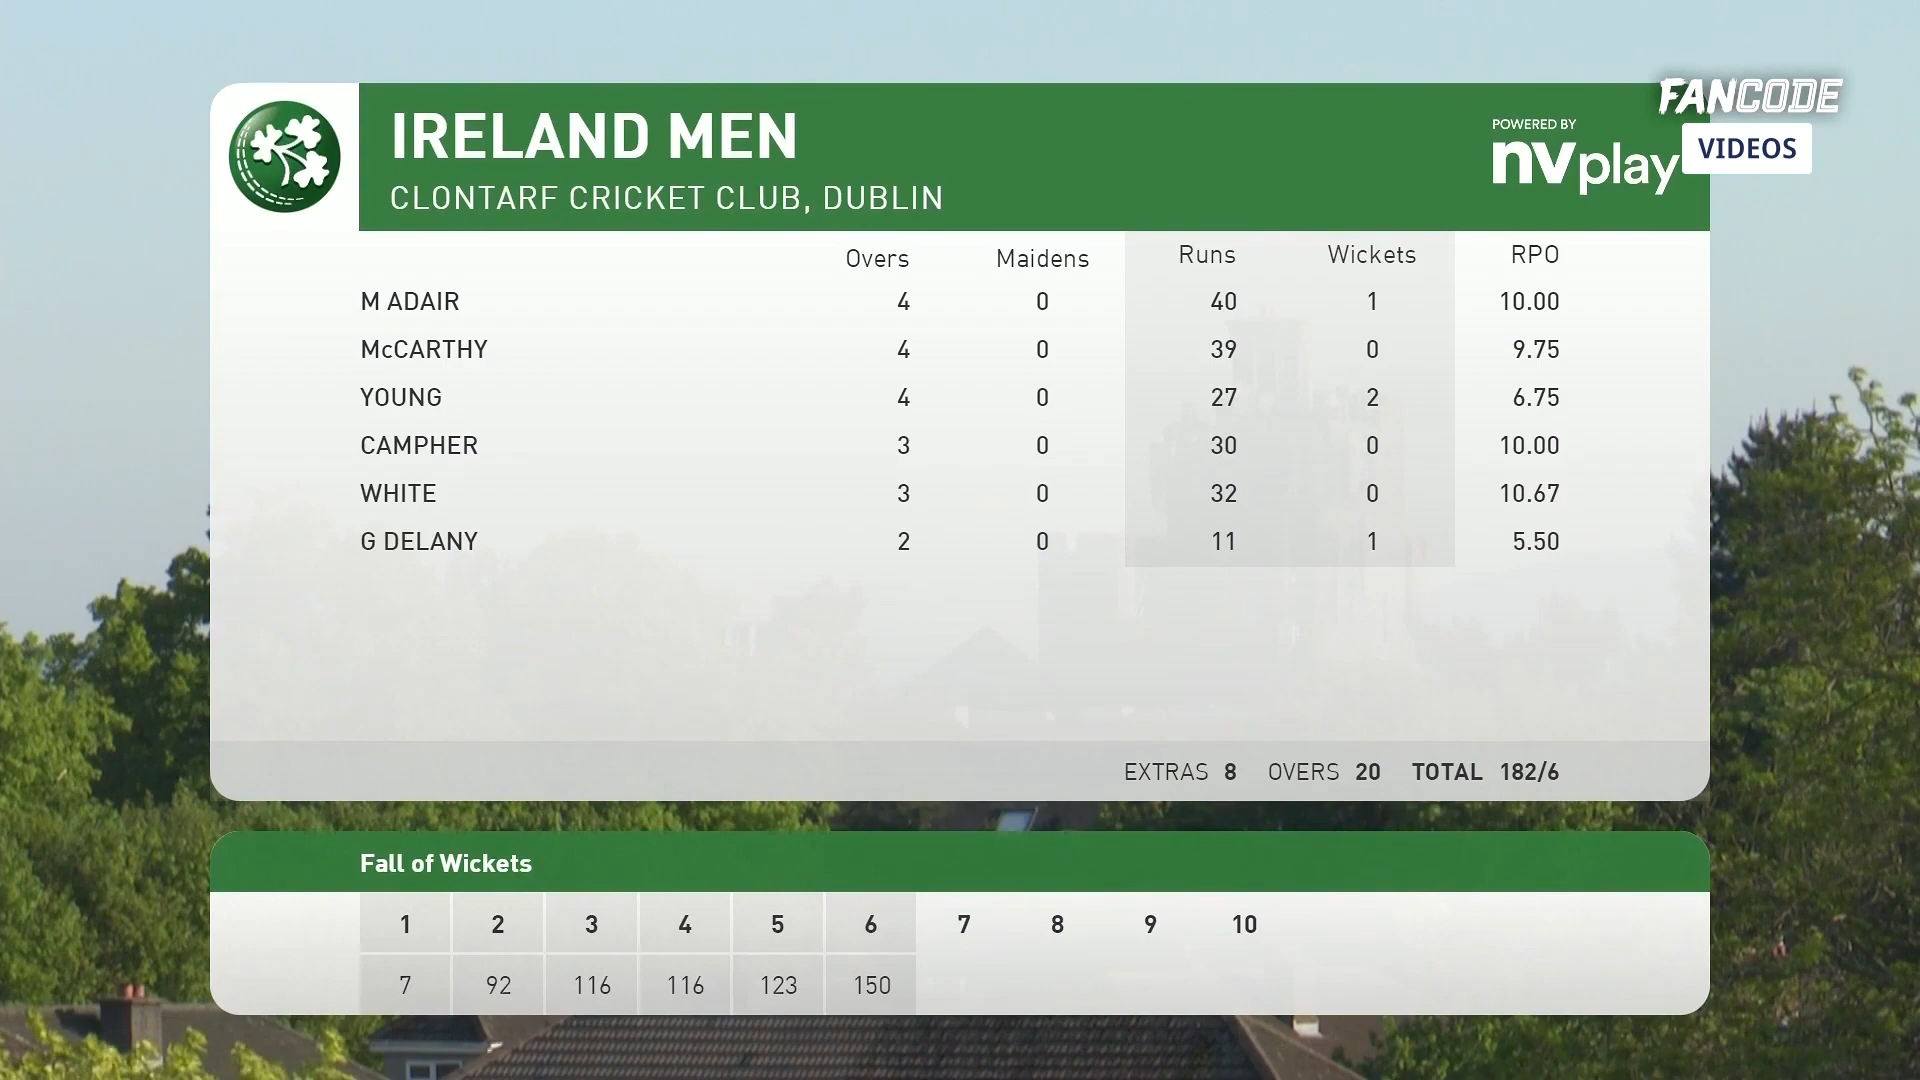 IRELAND MEN
CLONTARF CRICKET CLUB, DUBLIN
POWERED BY
nvplay
FANCODE
VIDEOS
Overs Maidens Runs Wickets RPO
M ADAIR 4 0 40 1 10.00
McCARTHY 4 0 39 0 9.75
YOUNG 4 0 27 2 6.75
CAMPHER 3 0 30 0 10.00
WHITE 3 0 32 0 10.67
G DELANY 2 0 11 1 5.50
EXTRAS 8 OVERS 20 TOTAL 182/6
Fall of Wickets
1 2 3 4 5 6 7 8 9 10
7 92 116 116 123 150